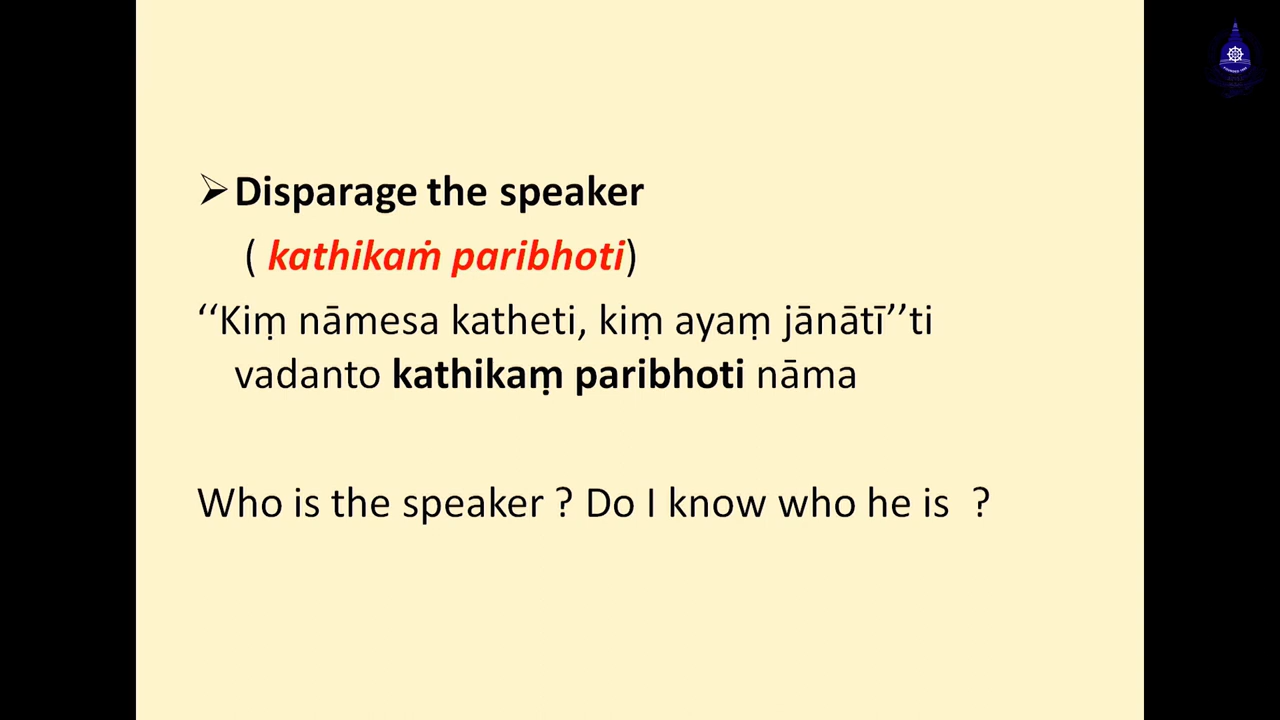 ➢Disparage the speaker
( kathikaṁ paribhoti)
‘‘Kiṃ nāmesa katheti, kiṃ ayaṃ jānātī’’ti
vadanto kathikaṃ paribhoti nāma
Who is the speaker ? Do I know who he is ?